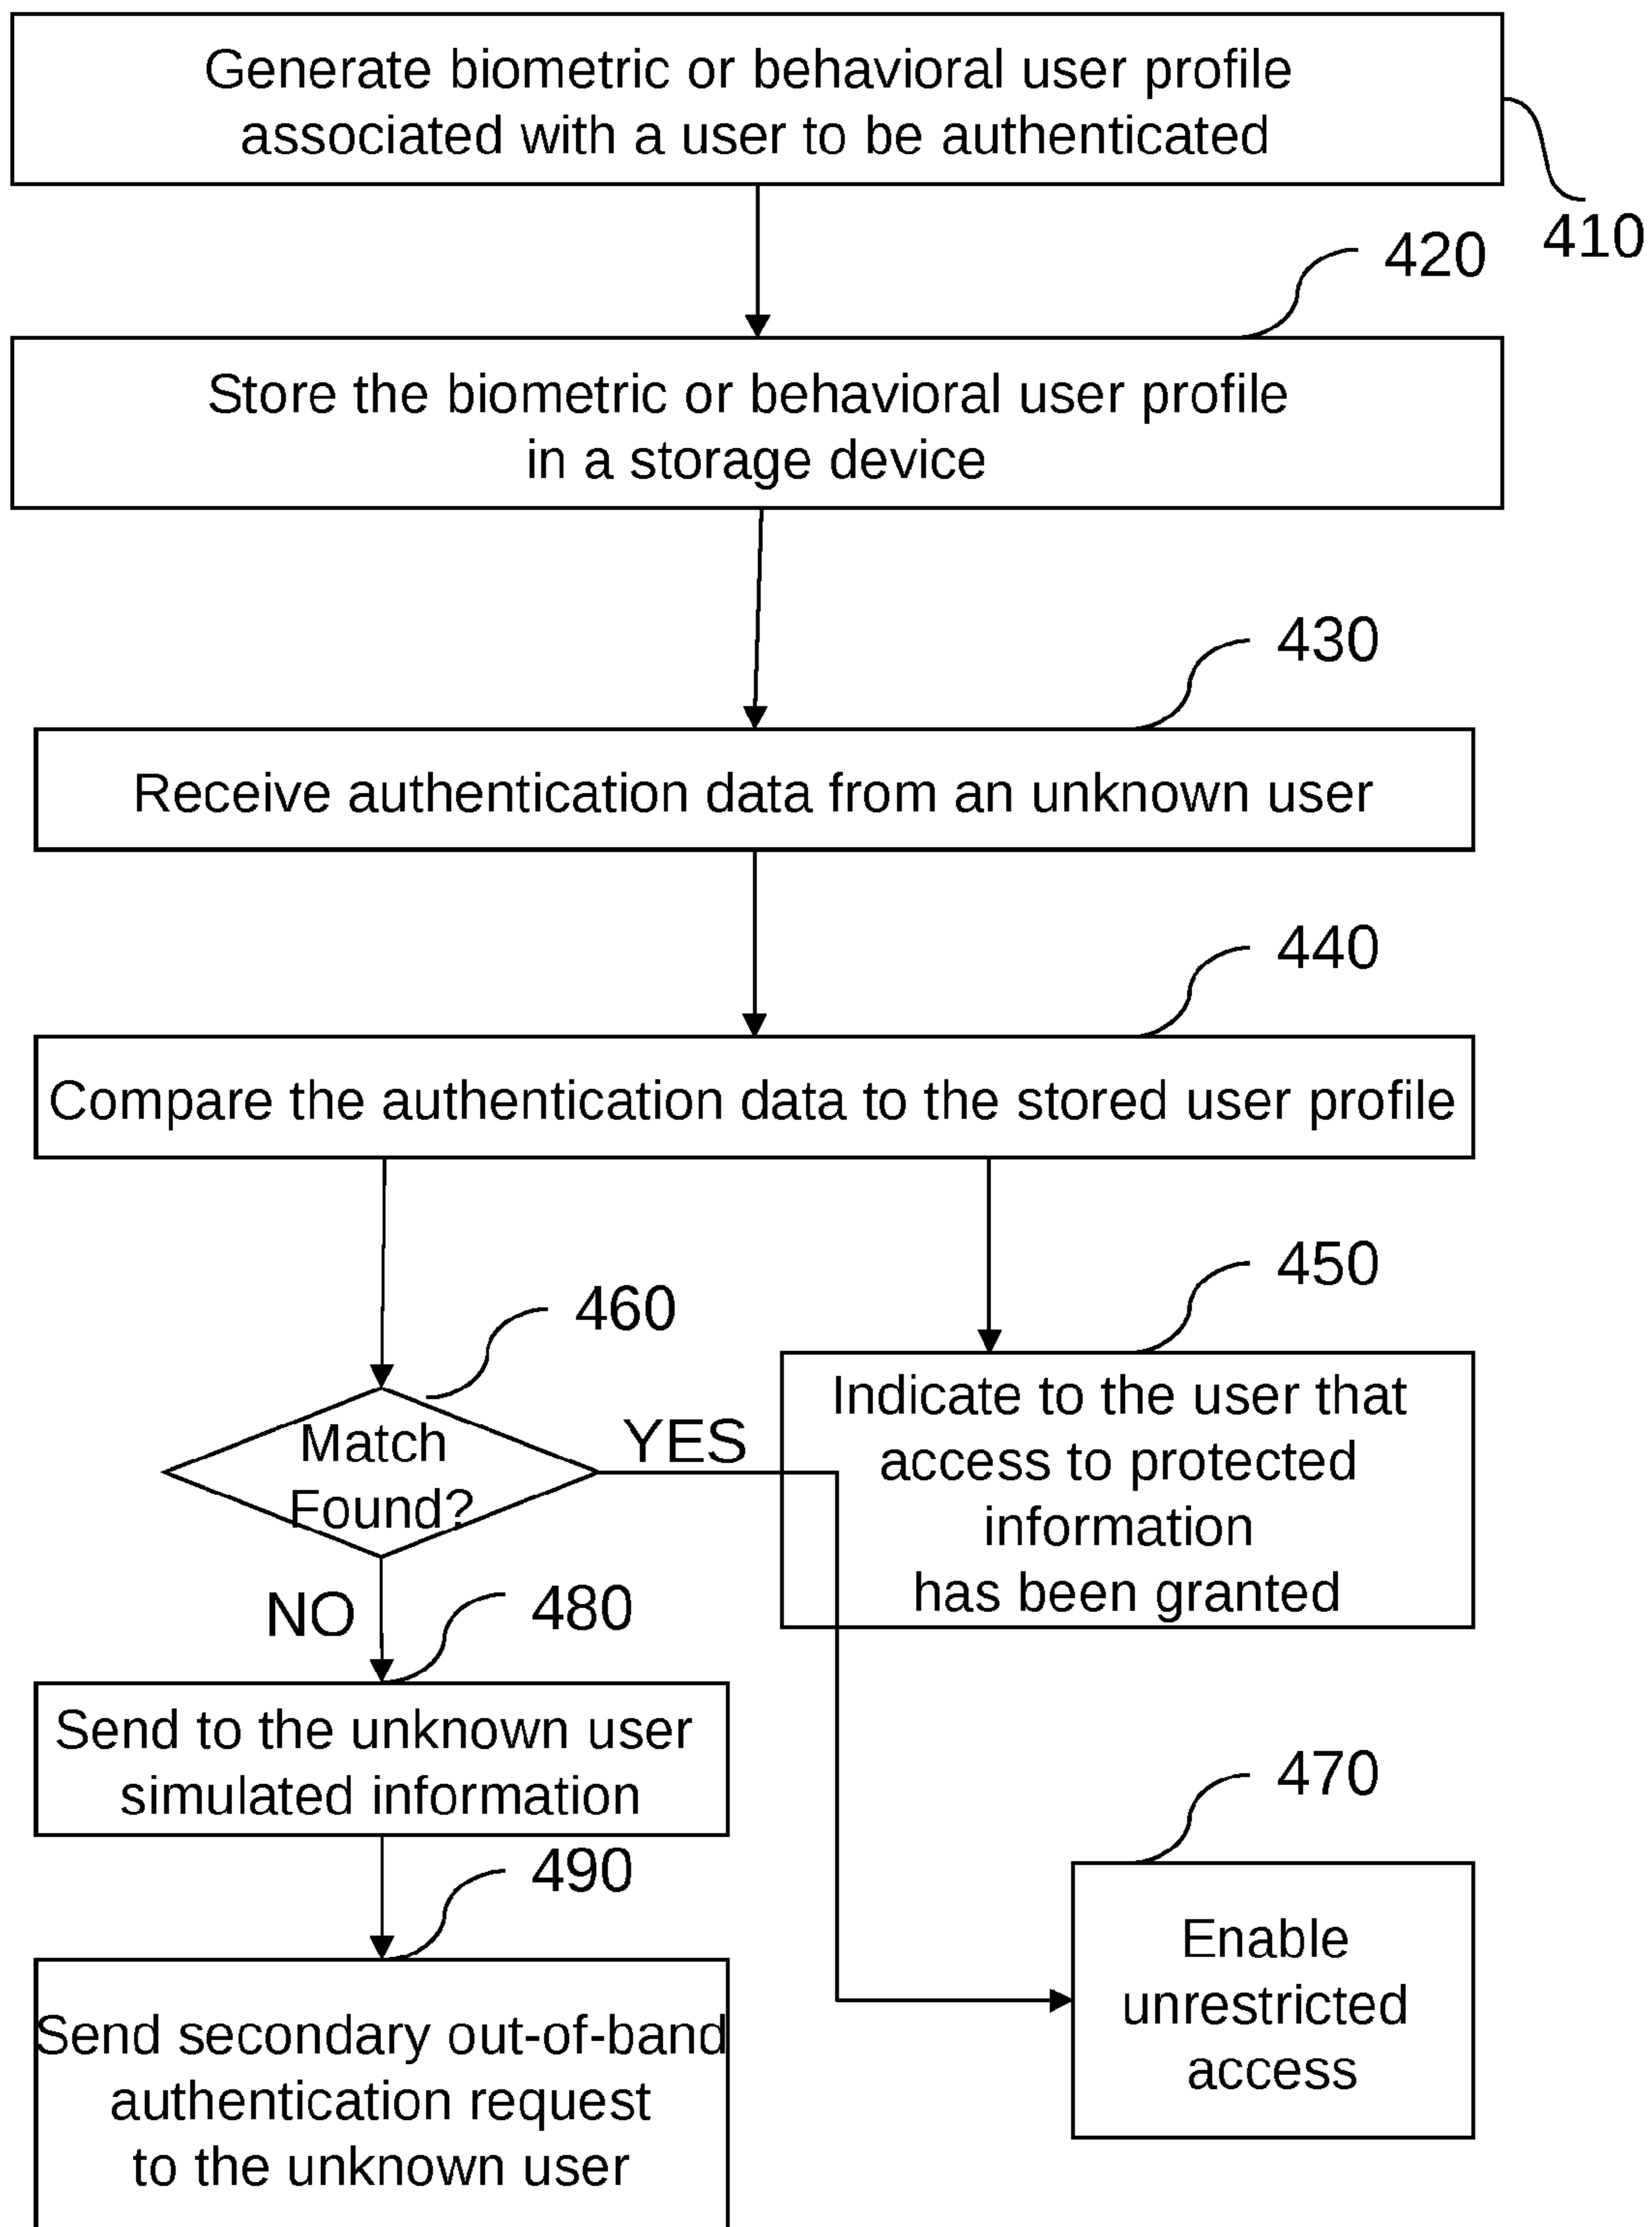 Generate biometric or behavioral user profile
associated with a user to be authenticated
410
420
Store the biometric or behavioral user profile
in a storage device
430
Receive authentication data from an unknown user
440
Compare the authentication data to the stored user profile
450
460
Indicate to the user that
access to protected
information
has been granted
Match
Found?
YES
NO
480
Send to the unknown user
simulated information
470
490
Enable
unrestricted
access
Send secondary out-of-band
authentication request
to the unknown user